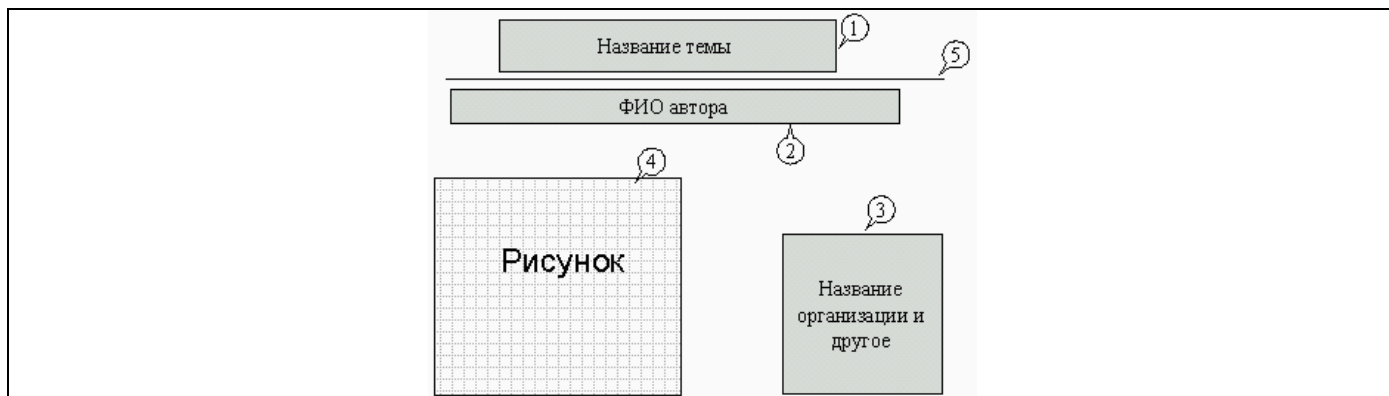 Название темы
1
5
ФИО автора
2
4
3
Рисунок
Название
организации и
другое